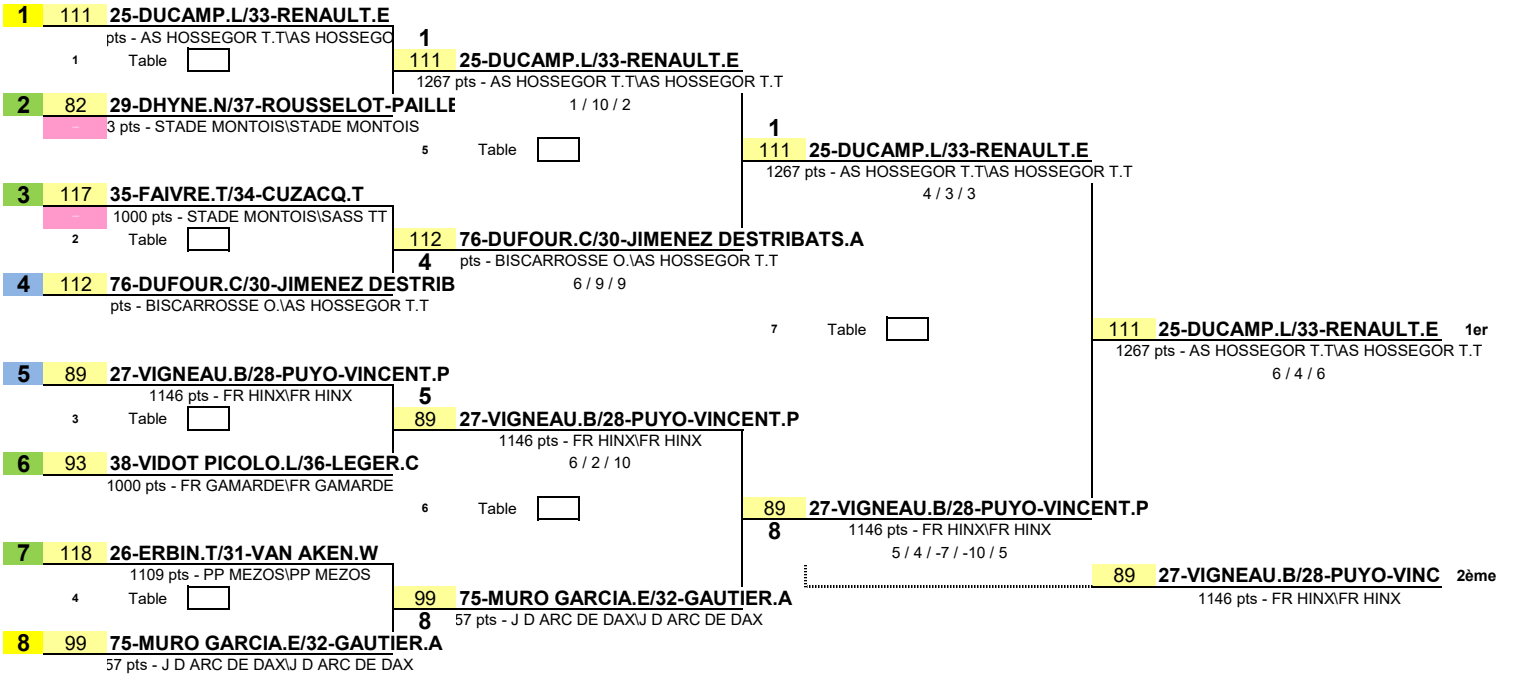 1 111 25-DUCAMP.L/33-RENAULT.E
pts - AS HOSSEGOR T.T\AS HOSSEGO
1 Table
1
111 25-DUCAMP.L/33-RENAULT.E
1267 pts - AS HOSSEGOR T.T\AS HOSSEGOR T.T
1 / 10 / 2
2 82 29-DHYNE.N/37-ROUSSELOT-PAILLE
3 pts - STADE MONTOIS\STADE MONTOIS
5 Table
1
111 25-DUCAMP.L/33-RENAULT.E
1267 pts - AS HOSSEGOR T.T\AS HOSSEGOR T.T
4 / 3 / 3
3 117 35-FAIVRE.T/34-CUZACQ.T
1000 pts - STADE MONTOIS\SASS TT
2 Table
112 76-DUFOUR.C/30-JIMENEZ DESTRIBATS.A
4
pts - BISCARROSSE O.\AS HOSSEGOR T.T
6 / 9 / 9
4 112 76-DUFOUR.C/30-JIMENEZ DESTRIB
pts - BISCARROSSE O.\AS HOSSEGOR T.T
7 Table
111 25-DUCAMP.L/33-RENAULT.E 1er
1267 pts - AS HOSSEGOR T.T\AS HOSSEGOR T.T
6 / 4 / 6
5 89 27-VIGNEAU.B/28-PUYO-VINCENT.P
1146 pts - FR HINX\FR HINX
3 Table
5
89 27-VIGNEAU.B/28-PUYO-VINCENT.P
1146 pts - FR HINX\FR HINX
6 / 2 / 10
6 93 38-VIDOT PICOLO.L/36-LEGER.C
1000 pts - FR GAMARDE\FR GAMARDE
6 Table
89 27-VIGNEAU.B/28-PUYO-VINCENT.P
8
1146 pts - FR HINX\FR HINX
5 / 4 / -7 / -10 / 5
7 118 26-ERBIN.T/31-VAN AKEN.W
1109 pts - PP MEZOS\PP MEZOS
4 Table
89 27-VIGNEAU.B/28-PUYO-VINC 2ème
1146 pts - FR HINX\FR HINX
99 75-MURO GARCIA.E/32-GAUTIER.A
8
57 pts - J D ARC DE DAX\J D ARC DE DAX
8 99 75-MURO GARCIA.E/32-GAUTIER.A
57 pts - J D ARC DE DAX\J D ARC DE DAX